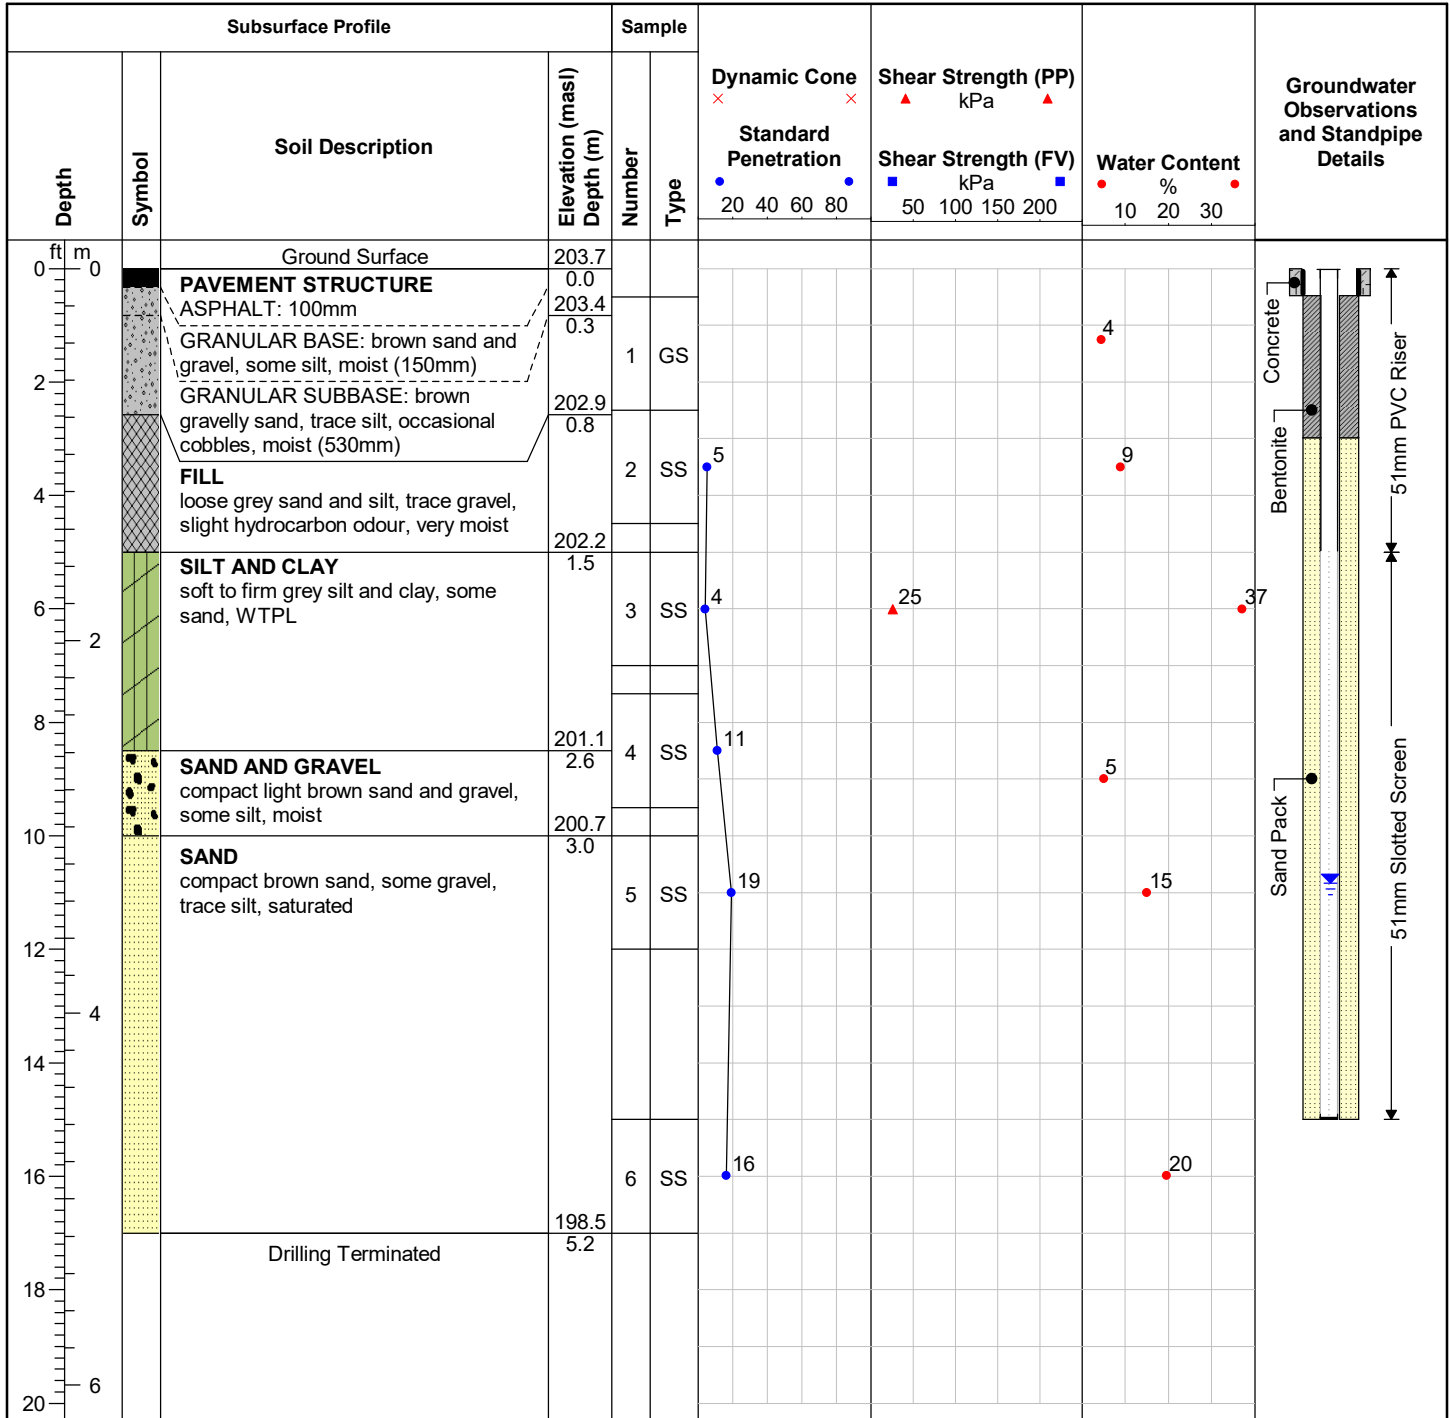 Subsurface Profile
Sample
Depth
Symbol
Soil Description
Elevation (masl)
Depth (m)
Number
Type
Dynamic Cone
Standard
Penetration
20 40 60 80
Shear Strength (PP)
kPa
Shear Strength (FV)
kPa
50 100 150 200
Water Content
%
10 20 30
Groundwater
Observations
and Standpipe
Details
ft m
0 0
2
4
6
2
8
10
12
4
14
16
18
6
20
Ground Surface
203.7
0.0
PAVEMENT STRUCTURE
ASPHALT: 100mm
203.4
0.3
GRANULAR BASE: brown sand and
gravel, some silt, moist (150mm)
GRANULAR SUBBASE: brown
gravelly sand, trace silt, occasional
cobbles, moist (530mm)
202.9
0.8
FILL
loose grey sand and silt, trace gravel,
slight hydrocarbon odour, very moist
202.2
1.5
SILT AND CLAY
soft to firm grey silt and clay, some
sand, WTPL
201.1
2.6
SAND AND GRAVEL
compact light brown sand and gravel,
some silt, moist
200.7
3.0
SAND
compact brown sand, some gravel,
trace silt, saturated
198.5
5.2
Drilling Terminated
1 GS
4
2 SS
5
9
3 SS
4
25
37
4 SS
11
5
5 SS
19
15
6 SS
16
20
Concrete
Bentonite
Sand Pack
51mm PVC Riser
51mm Slotted Screen